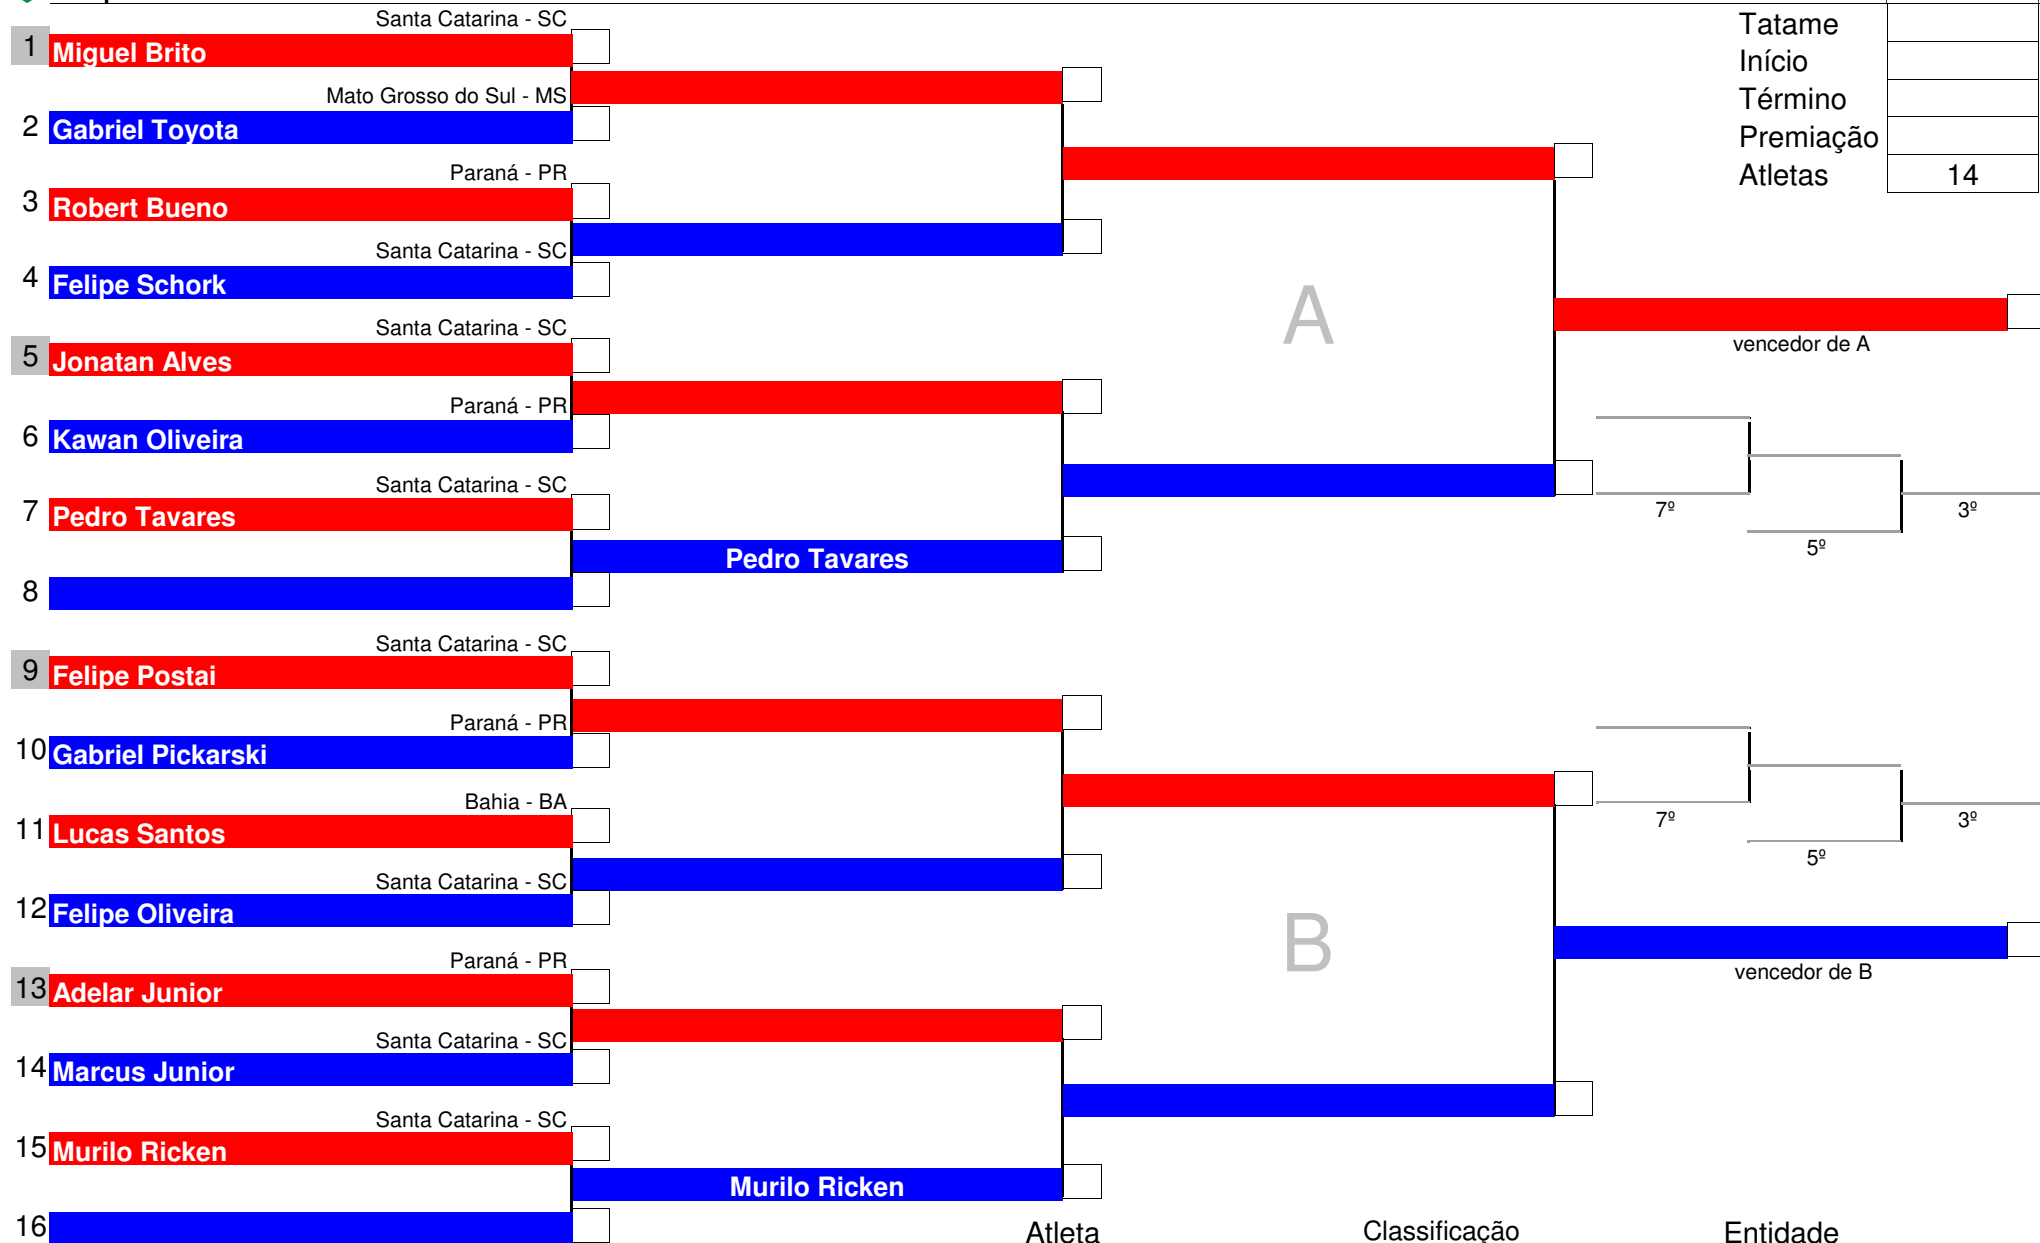 Santa Catarina - SC
1 Miguel Brito
Mato Grosso do Sul - MS
2 Gabriel Toyota
Paraná - PR
3 Robert Bueno
Santa Catarina - SC
4 Felipe Schork
Santa Catarina - SC
5 Jonatan Alves
Paraná - PR
6 Kawan Oliveira
Santa Catarina - SC
7 Pedro Tavares
Pedro Tavares
8
Santa Catarina - SC
9 Felipe Postai
Paraná - PR
10 Gabriel Pickarski
Bahia - BA
11 Lucas Santos
Santa Catarina - SC
12 Felipe Oliveira
Paraná - PR
13 Adelar Junior
Santa Catarina - SC
14 Marcus Junior
Santa Catarina - SC
15 Murilo Ricken
Murilo Ricken
16
A
B
Tatame
Início
Término
Premiação
Atletas 14
vencedor de A
7º
3º
5º
7º
3º
5º
vencedor de B
Atleta Classificação Entidade